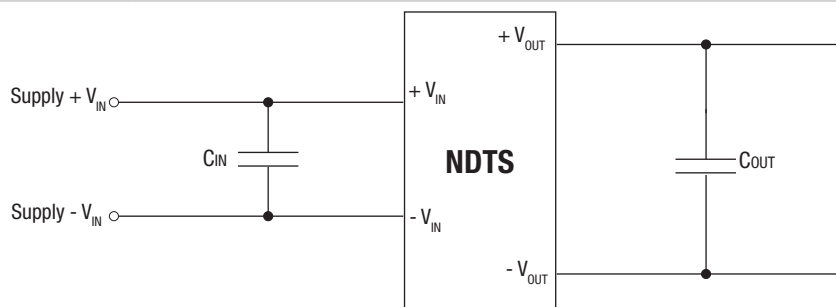 + VOUT
Supply + VIN
+ VIN
CIN
NDTS
COUT
Supply - VIN
- VIN
- VOUT